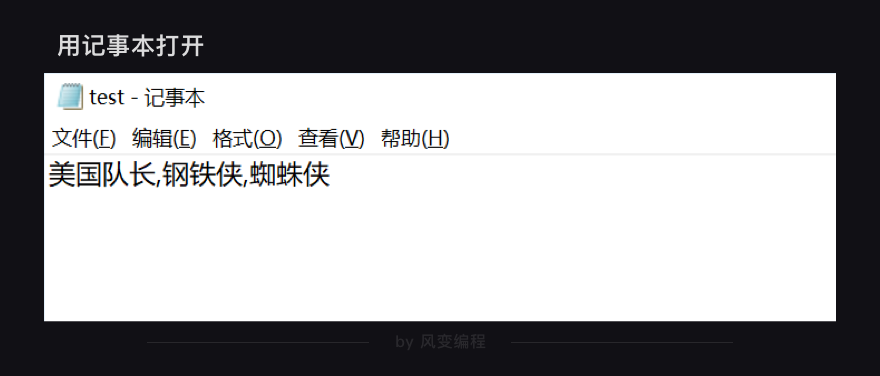 用记事本打开
test - 记事本
文件(F) 编辑(E) 格式(O) 查看(V) 帮助(H)
美国队长,钢铁侠,蜘蛛侠
by 风变编程